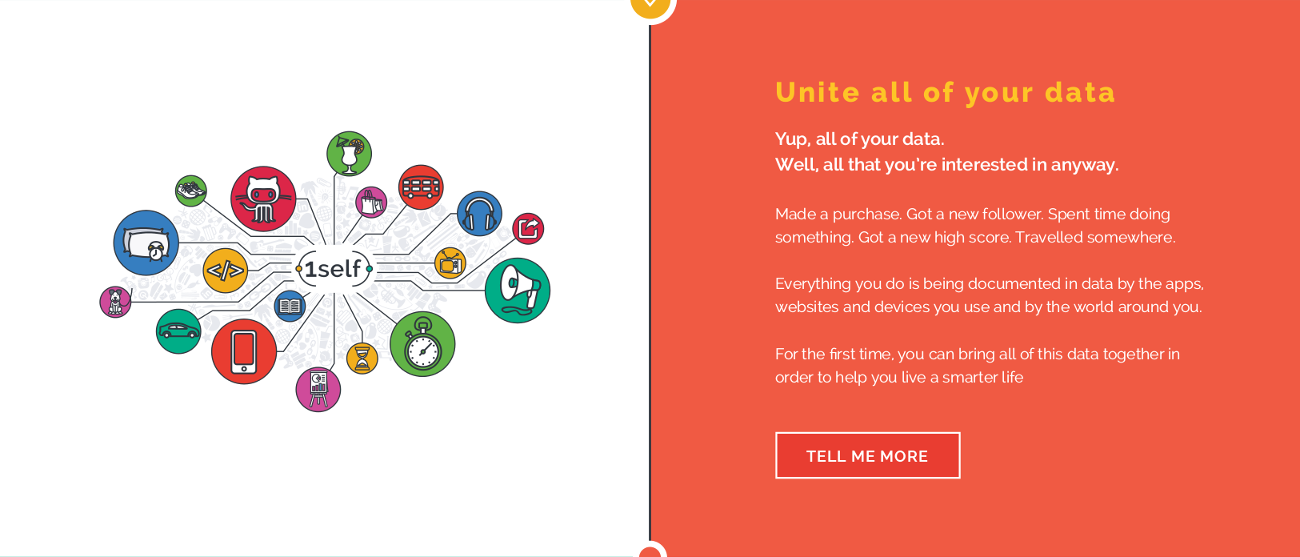 1self
</>
Unite all of your data
Yup, all of your data.
Well, all that you're interested in anyway.
Made a purchase. Got a new follower. Spent time doing
something. Got a new high score. Travelled somewhere.
Everything you do is being documented in data by the apps,
websites and devices you use and by the world around you.
For the first time, you can bring all of this data together in
order to help you live a smarter life
TELL ME MORE